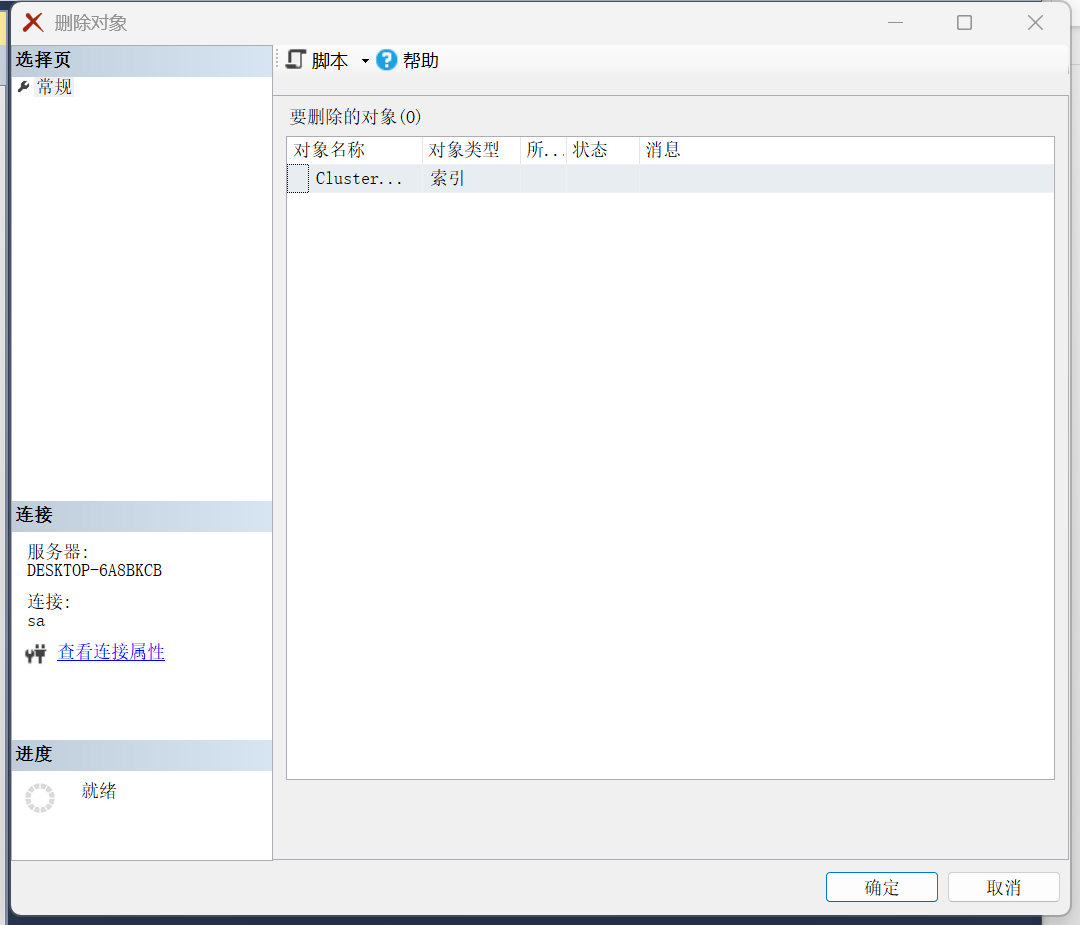 删除对象
选择页
常规
脚本 帮助
要删除的对象(O)
对象名称 对象类型 所... 状态 消息
Cluster... 索引
连接
服务器:
DESKTOP-6A8BKCB
连接:
sa
查看连接属性
进度
就绪
确定 取消